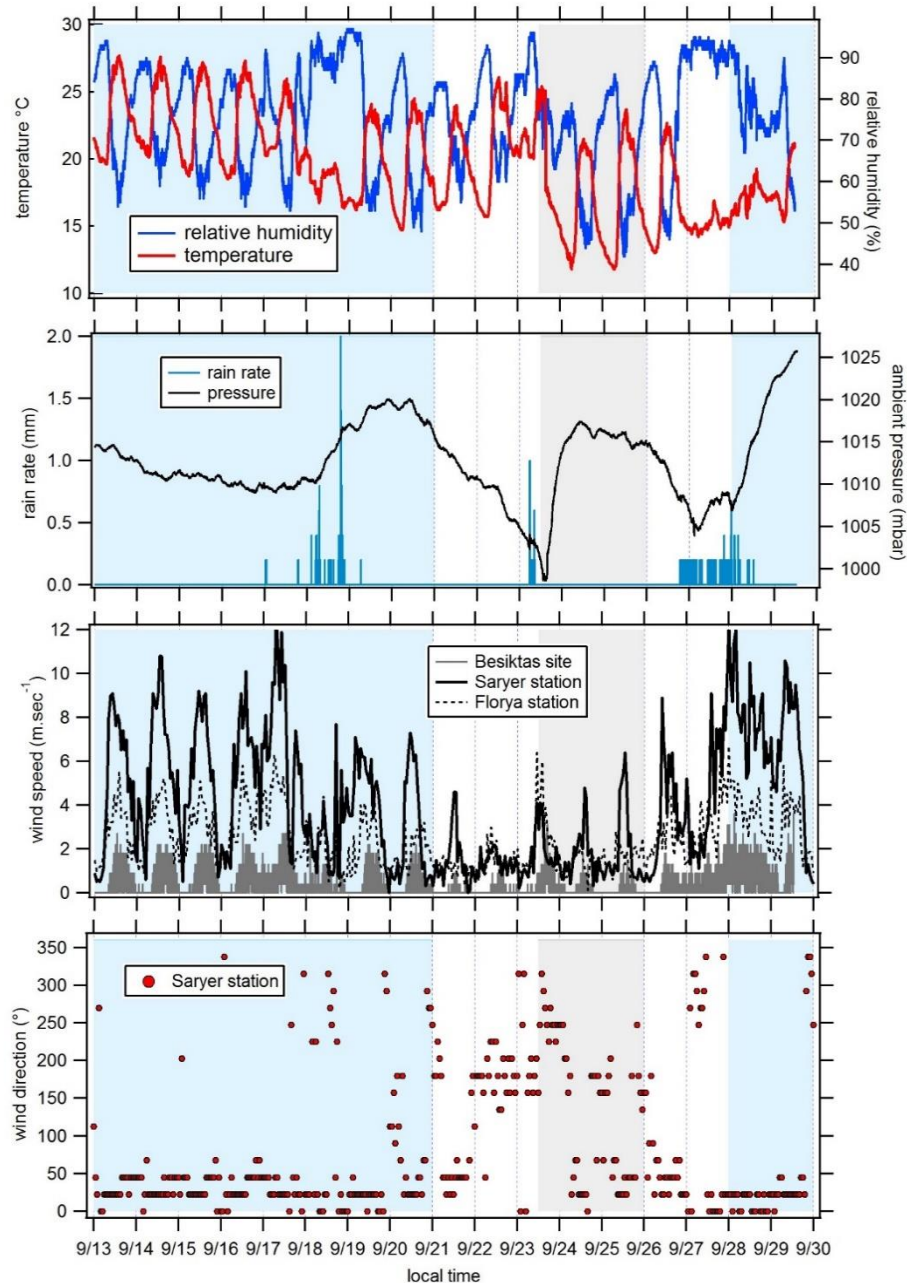 30
25
20
15
10
temperature °C
90
80
70
60
50
40
relative humidity
(%)
relative humidity
temperature
2.0
1.5
1.0
0.5
0.0
rain rate (mm)
1025
1020
1015
1010
1005
1000
ambient pressure (mbar)
rain rate
pressure
12
10
8
6
4
2
0
wind speed (m.sec-1)
Besiktas site
Saryer station
Florya station
350
300
250
200
150
100
50
0
wind direction (°)
Saryer station
9/13 9/14 9/15 9/16 9/17 9/18 9/19 9/20 9/21 9/22 9/23 9/24 9/25 9/26 9/27 9/28 9/29 9/30
local time